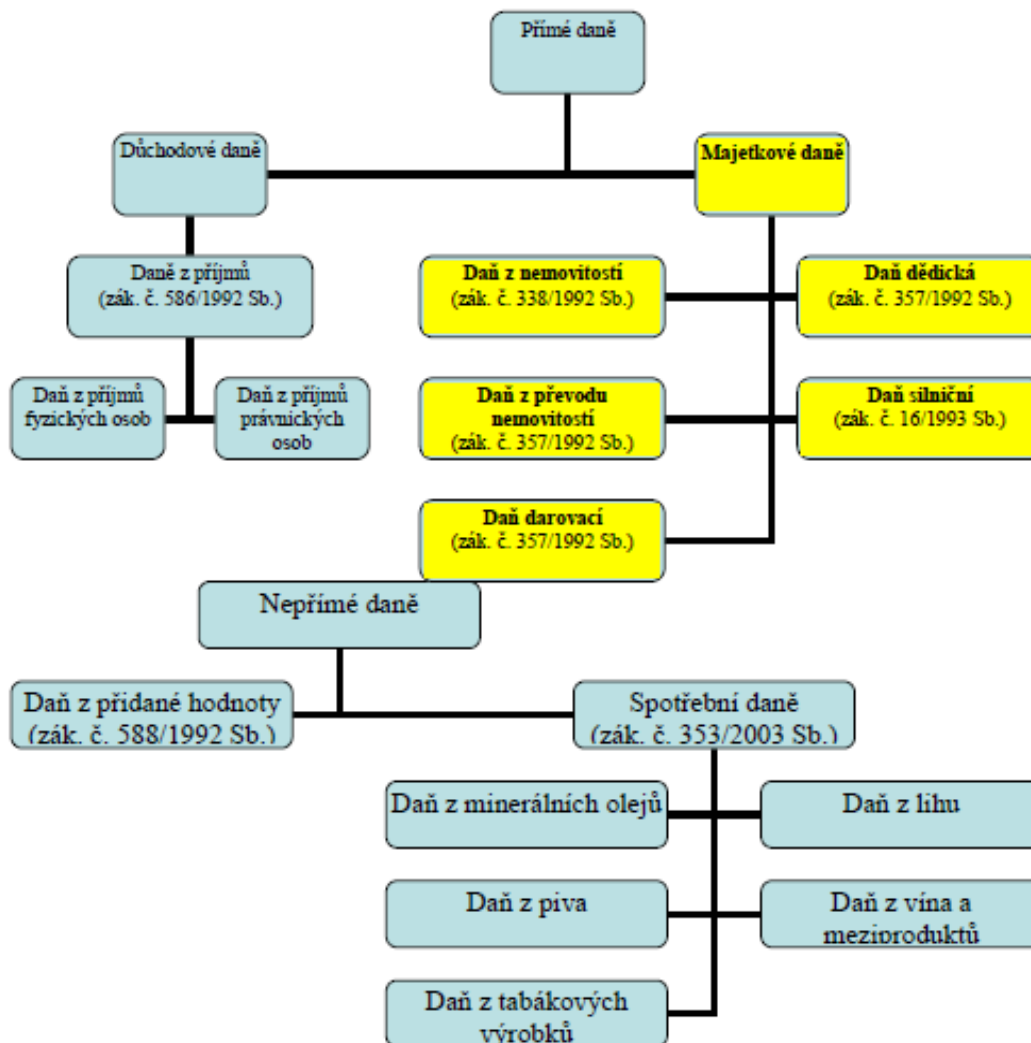 Přímé daně
Důchodové daně
Majetkové daně
Daně z příjmů
(zák. č. 586/1992 Sb.)
Daň z nemovitostí
(zák. č. 338/1992 Sb.)
Daň dědická
(zák. č. 357/1992 Sb.)
Daň z příjmů
fyzických osob
Daň z příjmů
právnických
osob
Daň z převodu
nemovitostí
(zák. č. 357/1992 Sb.)
Daň silniční
(zák. č. 16/1993 Sb.)
Daň darovací
(zák. č. 357/1992 Sb.)
Nepřímé daně
Daň z přidané hodnoty
(zák. č. 588/1992 Sb.)
Spotřební daně
(zák. č. 353/2003 Sb.)
Daň z minerálních olejů
Daň z lihu
Daň z piva
Daň z vína a
meziproduktů
Daň z tabákových
výrobků